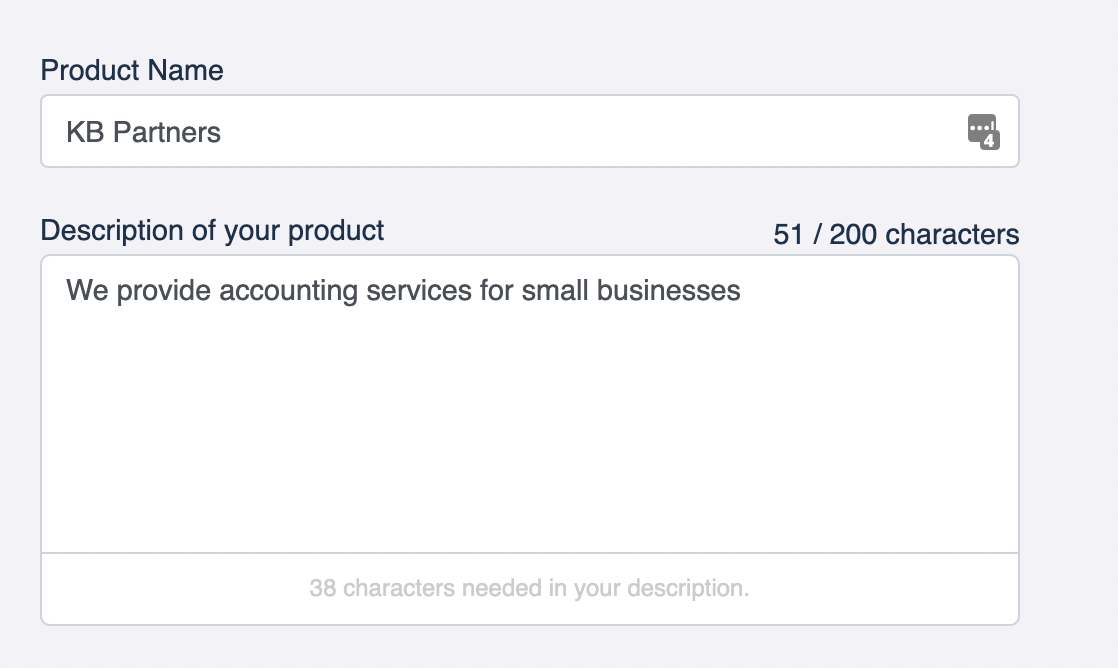 Product Name
KB Partners
4
Description of your product
51 / 200 characters
We provide accounting services for small businesses
38 characters needed in your description.